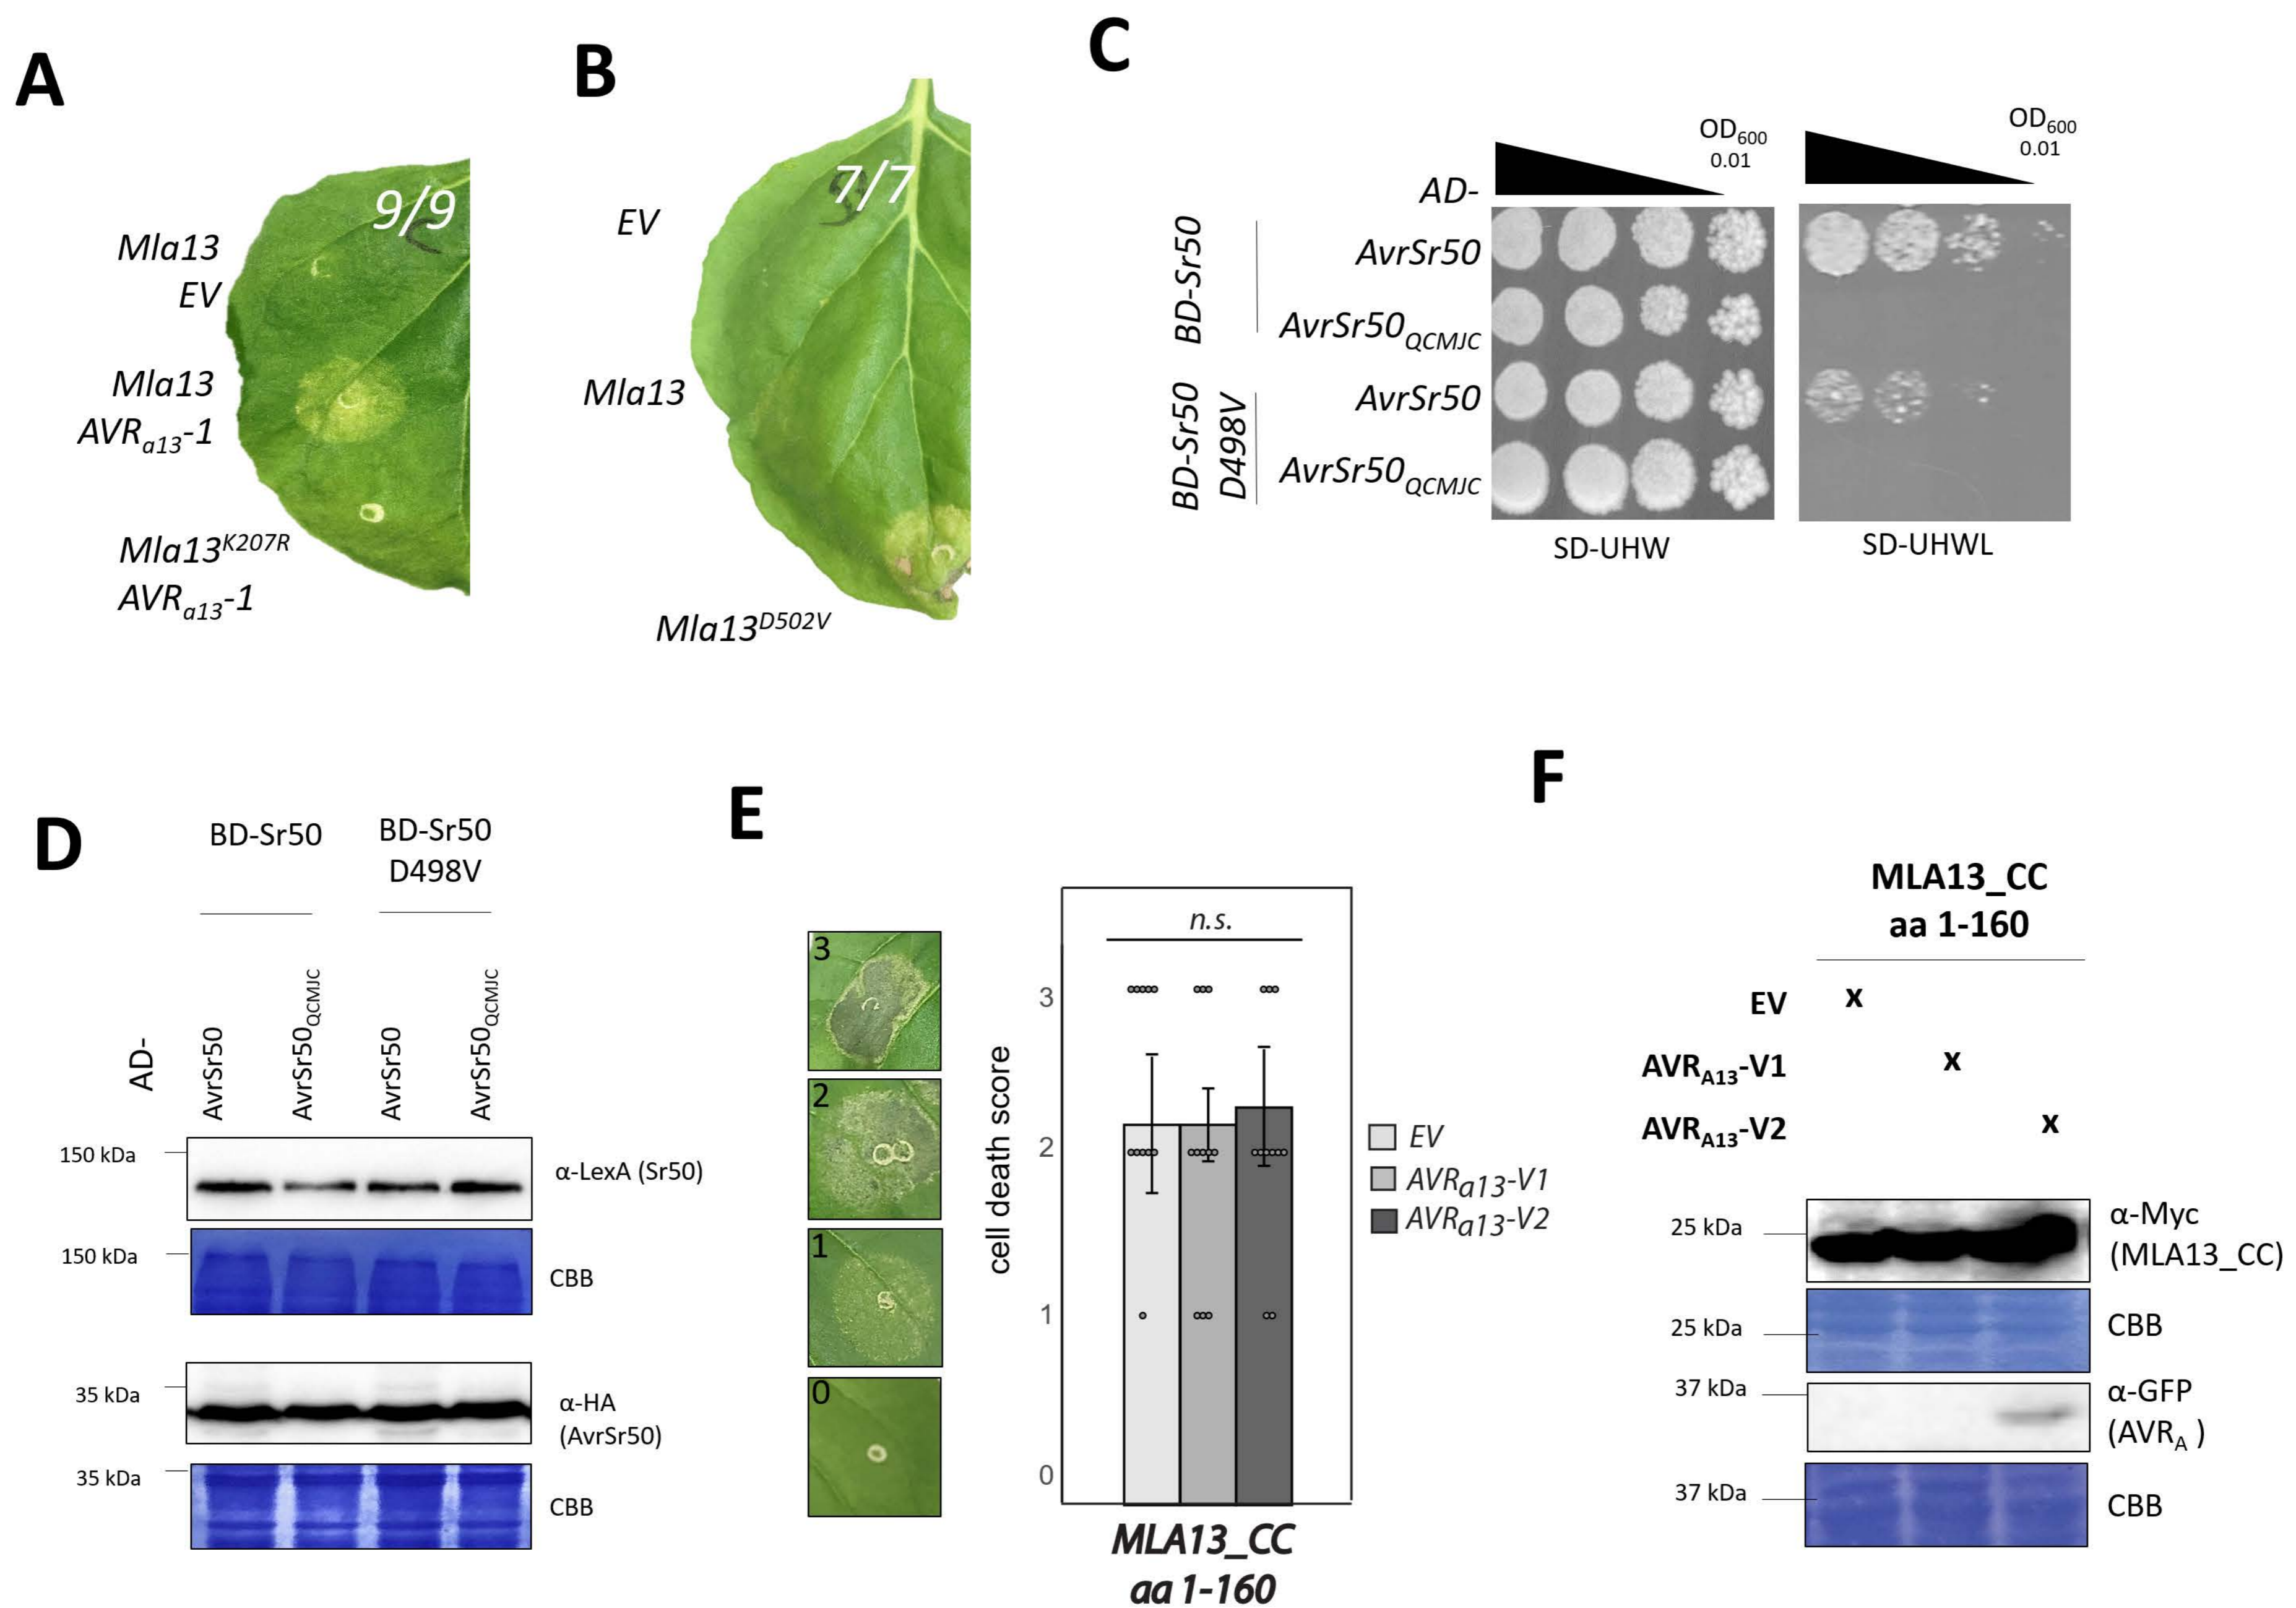 A
9/9
Mla13
EV
Mla13
AVRa13-1
Mla13K207R
AVRa13-1
B
7/7
EV
Mla13
Mla13D502V
C
OD600
0.01
OD600
0.01
AD-
BD-Sr50
AvrSr50
AvrSr50QCMJC
BD-Sr50
D498V
AvrSr50
AvrSr50QCMJC
SD-UHW
SD-UHWL
D
BD-Sr50
BD-Sr50
D498V
AD-
AvrSr50
AvrSr50QCMJC
AvrSr50
AvrSr50QCMJC
150 kDa
α-LexA (Sr50)
150 kDa
CBB
35 kDa
α-HA
(AvrSr50)
35 kDa
CBB
E
3
2
1
0
cell death score
3
2
1
0
n.s.
EV
AVRa13-V1
AVRa13-V2
MLA13_CC
aa 1-160
F
MLA13_CC
aa 1-160
EV
x
AVRA13-V1
x
AVRA13-V2
x
25 kDa
α-Myc
(MLA13_CC)
25 kDa
CBB
37 kDa
α-GFP
(AVRA )
37 kDa
CBB